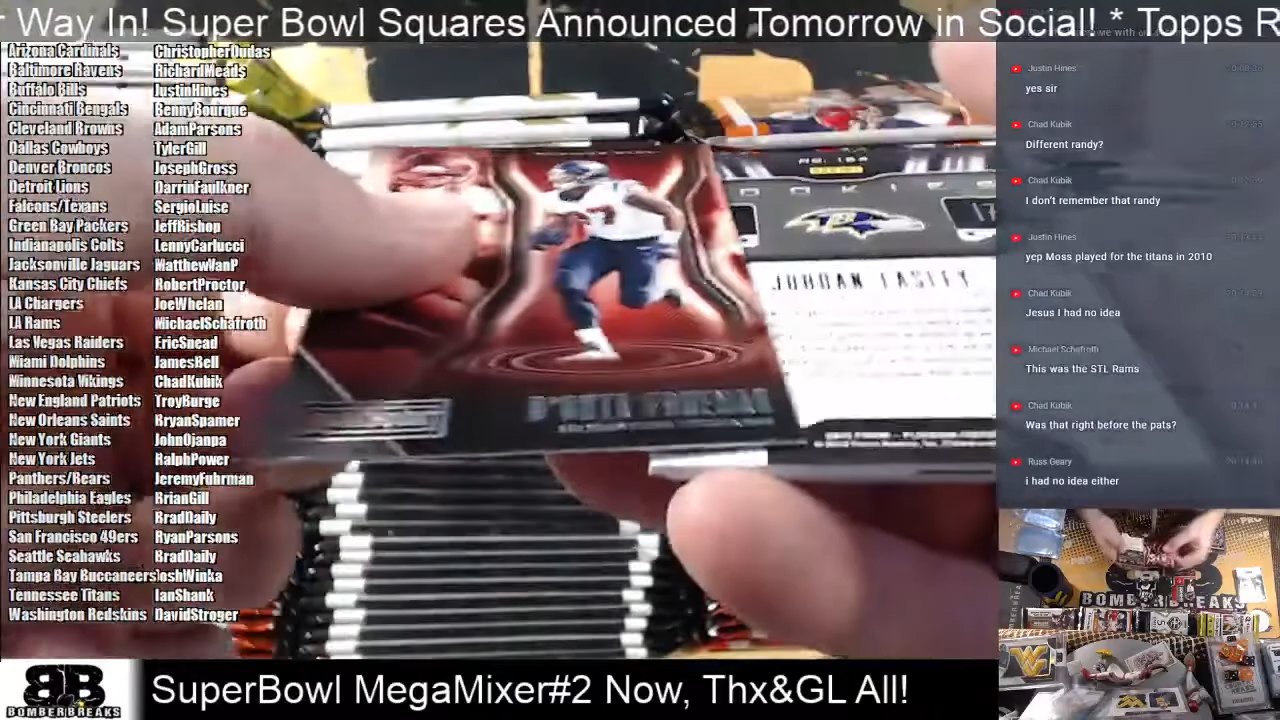 Way In! Super Bowl Squares Announced Tomorrow in Social! * Topps R
Arizona Cardinals ChristopherDudas
Baltimore Ravens RichardMeads
Buffalo Bills JustinHines
Cincinnati Bengals BennyBourque
Cleveland Browns AdamParsons
Dallas Cowboys TylerGill
Denver Broncos JosephGross
Detroit Lions DarrinFaulkner
Falcons/Texans SergioLuise
Green Bay Packers JeffBishop
Indianapolis Colts LennyCarlucci
Jacksonville Jaguars MatthewVanP
Kansas City Chiefs RobertProctor
LA Chargers JoeWhelan
LA Rams MichaelSchafroth
Las Vegas Raiders EricSnead
Miami Dolphins JamesBell
Minnesota Vikings ChadKubik
New England Patriots TroyBurge
New Orleans Saints BryanSpamer
New York Giants JohnOjanpa
New York Jets RalphPower
Panthers/Bears JeremyFuhrman
Philadelphia Eagles BrianGill
Pittsburgh Steelers BradDaily
San Francisco 49ers RyanParsons
Seattle Seahawks BradDaily
Tampa Bay Buccaneers JoshWinka
Tennessee Titans IanShank
Washington Redskins DavidStroger
JORDAN LASLEY
17
Justin Hines
yes sir
Chad Kubik
Different randy?
Chad Kubik
I don't remember that randy
Justin Hines
yep Moss played for the titans in 2010
Chad Kubik
Jesus I had no idea
Michael Schafroth
This was the STL Rams
Chad Kubik
Was that right before the pats?
Russ Geary
i had no idea either
BOMBERBREAKS
BB
BOMBERBREAKS
SuperBowl MegaMixer#2 Now, Thx&GL All!